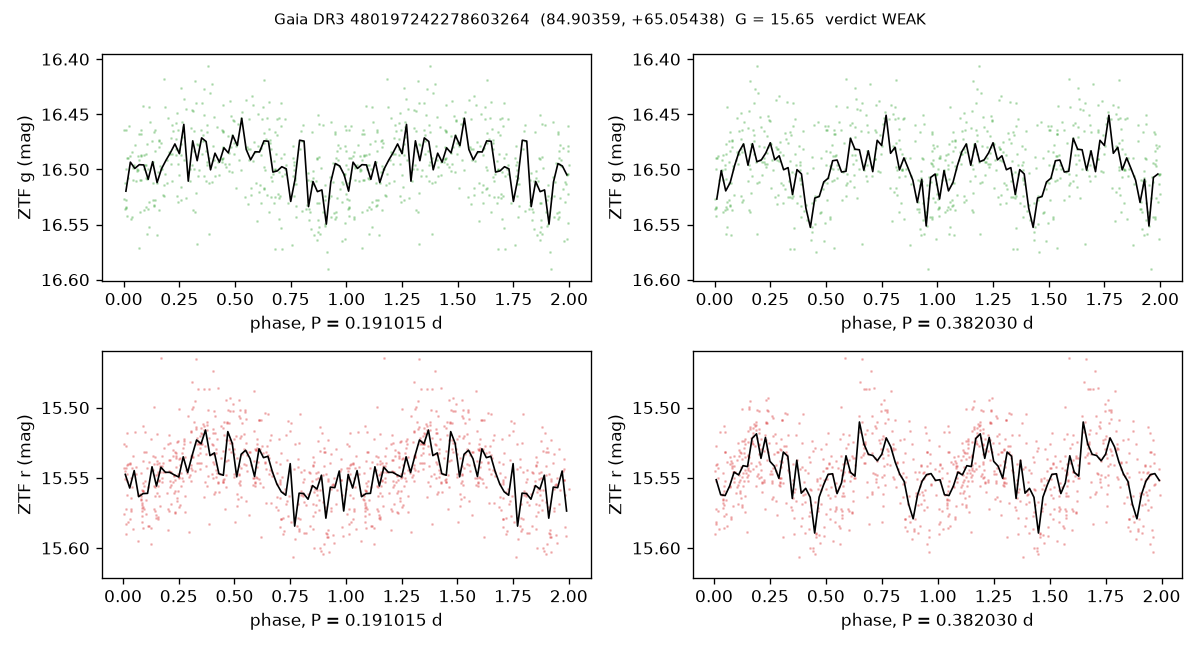 Gaia DR3 480197242278603264 (84.90359, +65.05438) G = 15.65 verdict WEAK
ZTF g (mag)
16.40
16.45
16.50
16.55
16.60
0.00 0.25 0.50 0.75 1.00 1.25 1.50 1.75 2.00
phase, P = 0.191015 d
ZTF g (mag)
16.40
16.45
16.50
16.55
16.60
0.00 0.25 0.50 0.75 1.00 1.25 1.50 1.75 2.00
phase, P = 0.382030 d
ZTF r (mag)
15.50
15.55
15.60
0.00 0.25 0.50 0.75 1.00 1.25 1.50 1.75 2.00
phase, P = 0.191015 d
ZTF r (mag)
15.50
15.55
15.60
0.00 0.25 0.50 0.75 1.00 1.25 1.50 1.75 2.00
phase, P = 0.382030 d